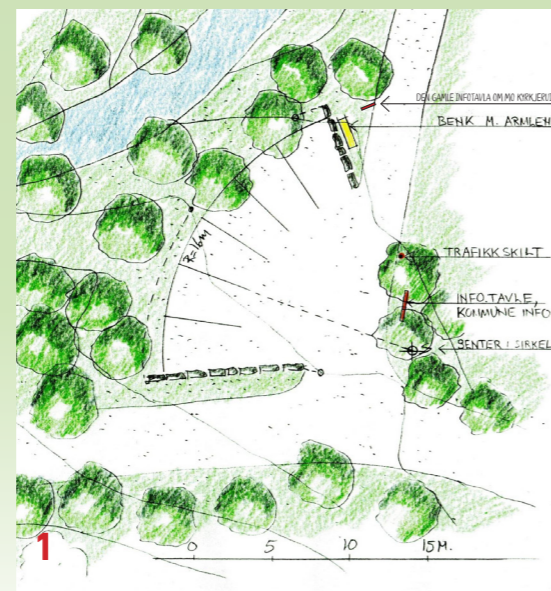 DEN GAMLE INFOTAVLA OM MO KYRKJERUI
BENK M. ARMLEH
R=16M
TRAFIKKSKILT
INFO.TAVLE,
KOMMUNE INFO
SENTER I SIRKEL
1
0 5 10 15M.